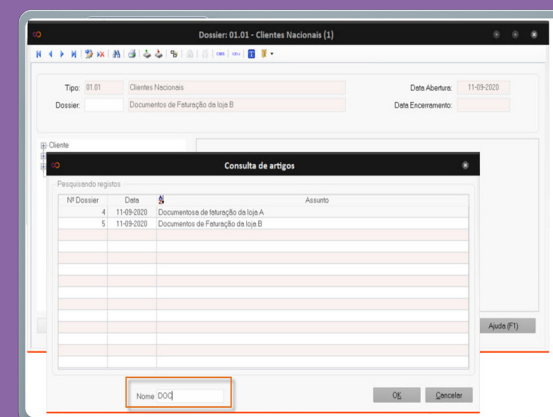 Dossier: 01.01 - Clientes Nacionais (1)
Tipo: 01.01 Clientes Nacionais Data Abertura: 11-09-2020
Dossier: Documentos de Faturação da loja B Data Encerramento:
Cliente
Consulta de artigos
Pesquisando registos
Nº Dossier Data Assunto
4 11-09-2020 Documentosa de faturação da loja A
5 11-09-2020 Documentos de Faturação da loja B
Ajuda (F1)
Nome DOC
OK Cancelar